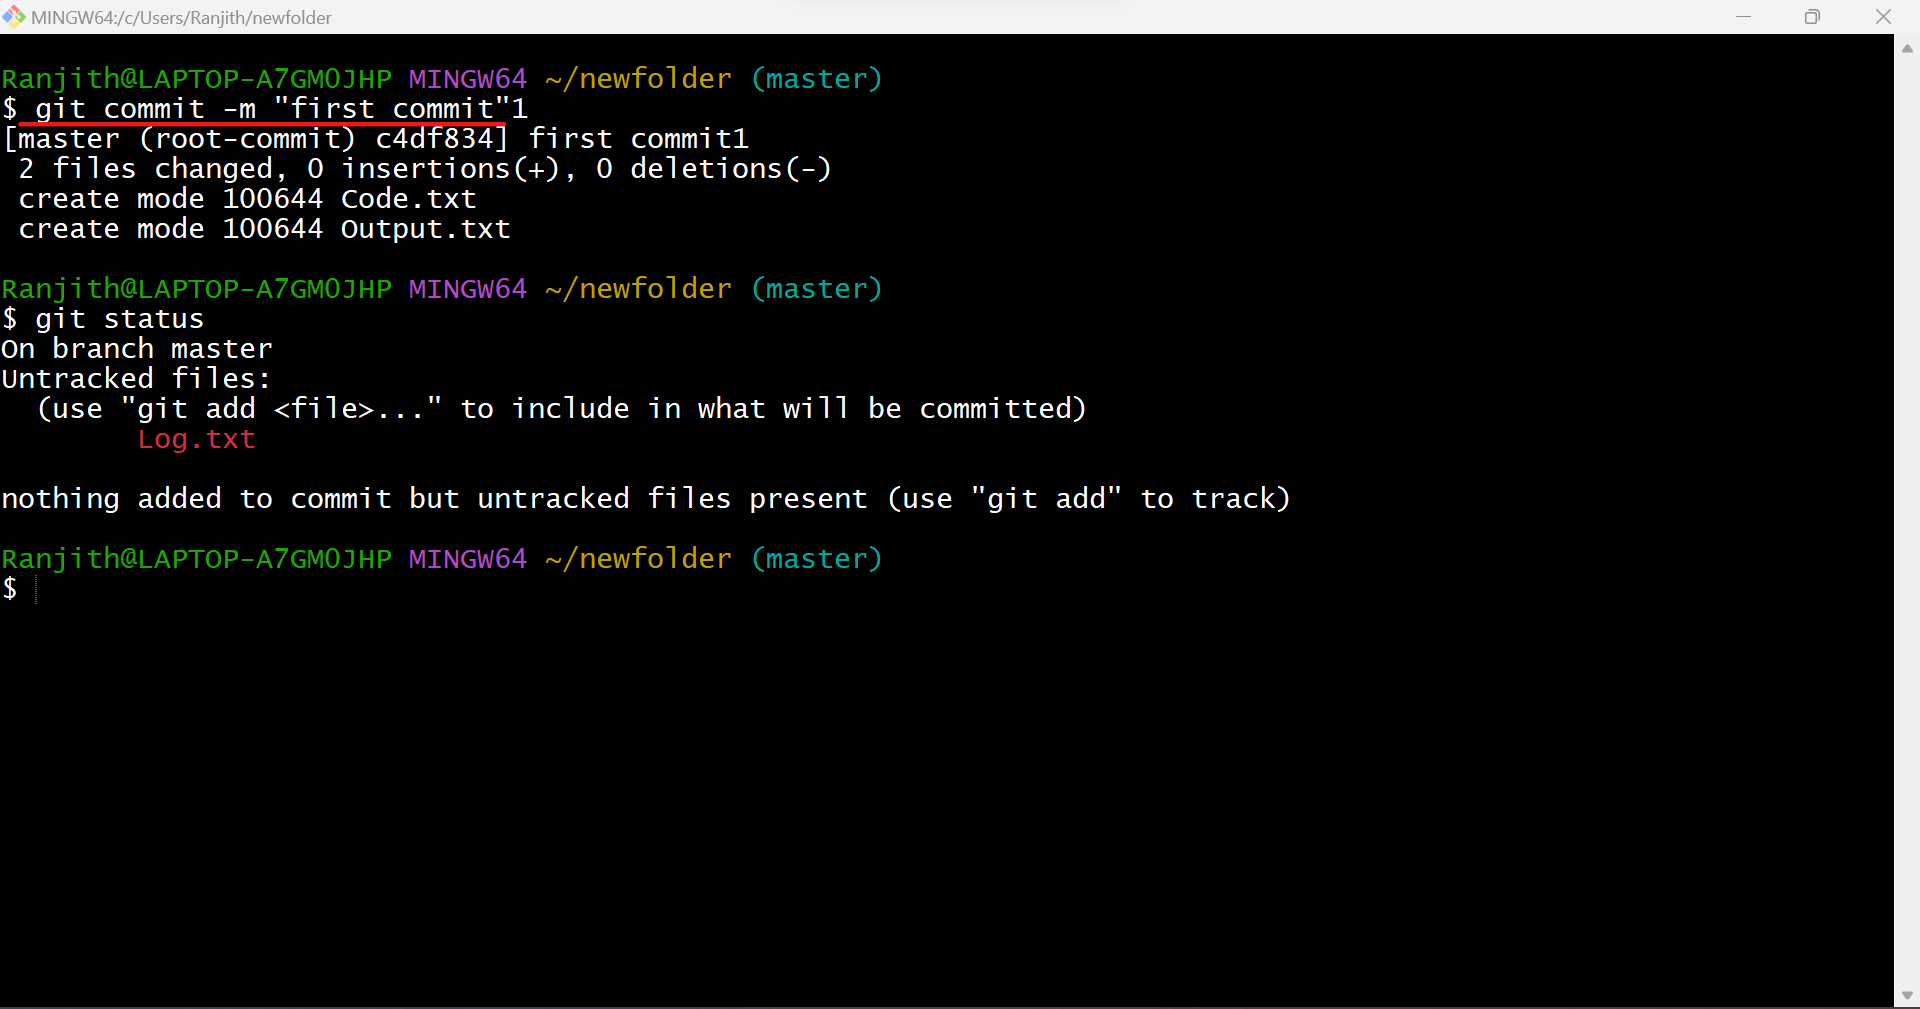 MINGW64:/c/Users/Ranjith/newfolder
Ranjith@LAPTOP-A7GM0JHP MINGW64 ~/newfolder (master)
$ git commit -m "first commit"1
[master (root-commit) c4df834] first commit1
 2 files changed, 0 insertions(+), 0 deletions(-)
 create mode 100644 Code.txt
 create mode 100644 Output.txt
Ranjith@LAPTOP-A7GM0JHP MINGW64 ~/newfolder (master)
$ git status
On branch master
Untracked files:
  (use "git add <file>..." to include in what will be committed)
        Log.txt
nothing added to commit but untracked files present (use "git add" to track)
Ranjith@LAPTOP-A7GM0JHP MINGW64 ~/newfolder (master)
$